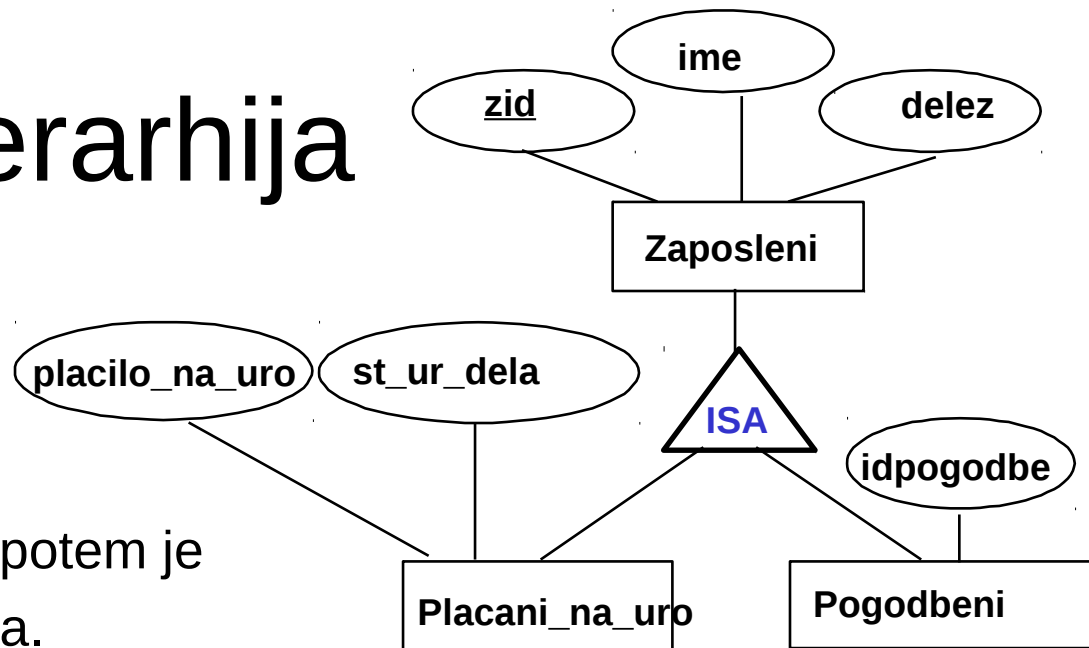 ime
zid
delez
erarhija
Zaposleni
placilo_na_uro
st_ur_dela
ISA
idpogodbe
potem je
a.
Placani_na_uro
Pogodbeni